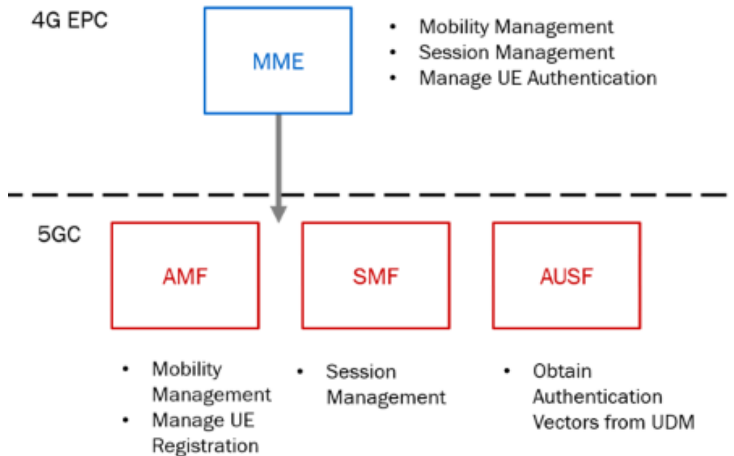 4G EPC
MME
• Mobility Management
• Session Management
• Manage UE Authentication
5GC
AMF
SMF
AUSF
• Mobility
Management
• Manage UE
Registration
• Session
Management
• Obtain
Authentication
Vectors from UDM